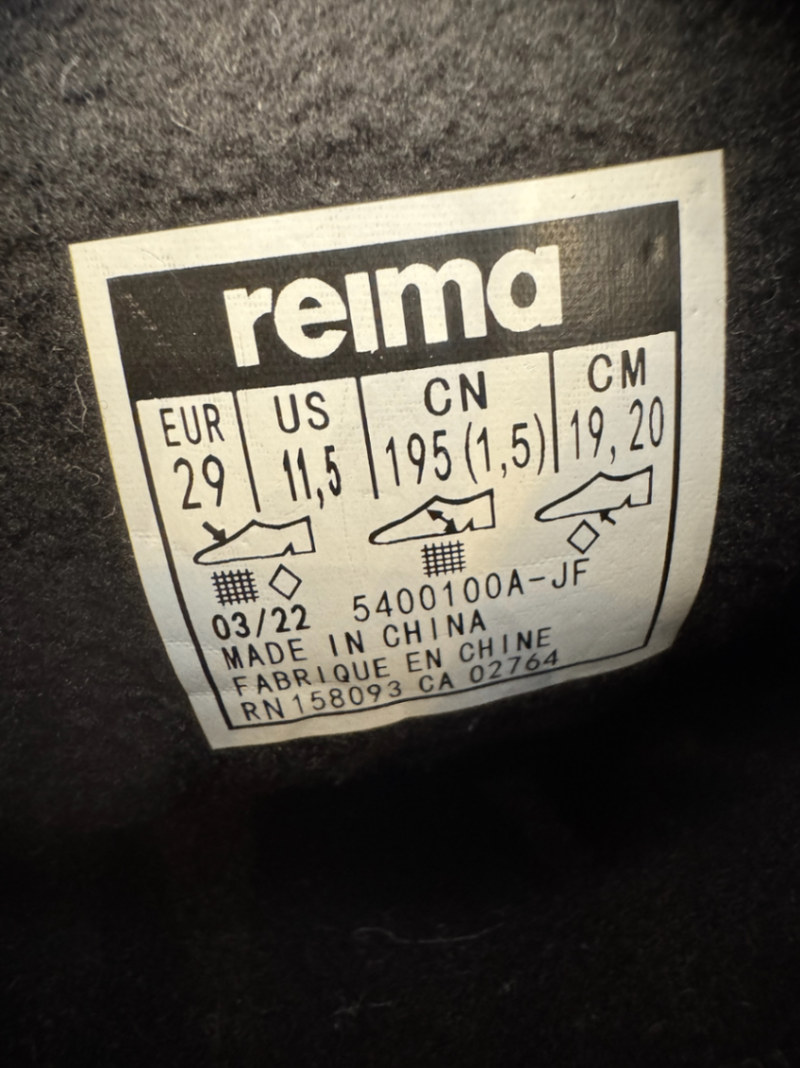 reima
EUR US CN CM
29 11,5 195(1,5) 19,20
03/22 5400100A-JF
MADE IN CHINA
FABRIQUE EN CHINE
RN158093 CA 02764